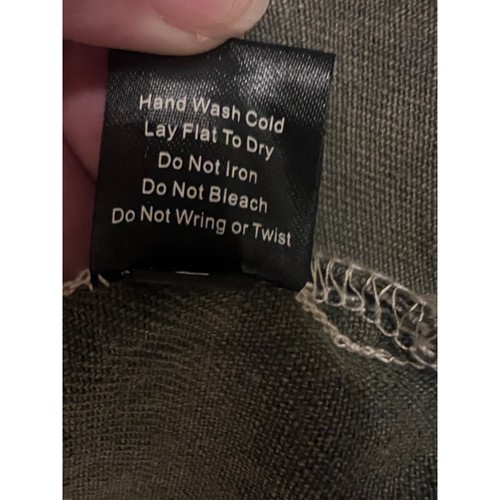 Hand Wash Cold
Lay Flat To Dry
Do Not Iron
Do Not Bleach
Do Not Wring or Twist